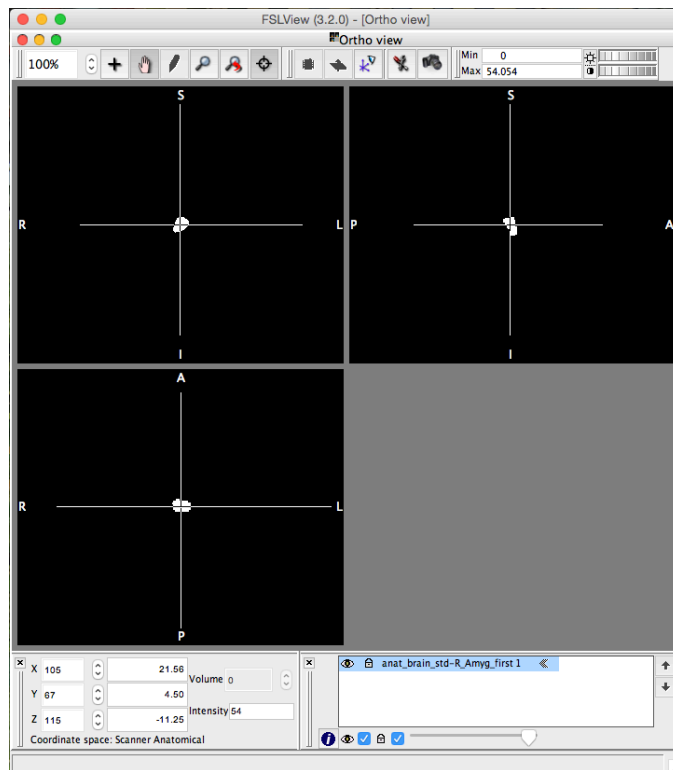 FSLView (3.2.0) - [Ortho view]
Ortho view
100%
Min 0
Max 54.054
S
R
L
I
S
P
A
I
A
R
L
P
X 105 21.56
Y 67 4.50
Z 115 -11.25
Volume 0
Intensity 54
Coordinate space: Scanner Anatomical
anat_brain_std-R_Amyg_first 1